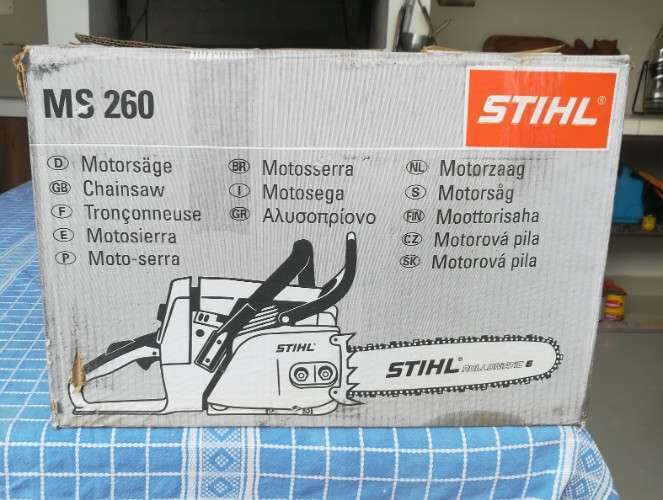 MS 260
STIHL®
D Motorsäge
GB Chainsaw
F Tronçonneuse
E Motosierra
P Moto-serra
BR Motosserra
I Motosega
GR Αλυσοπρίονο
NL Motorzaag
S Motorsåg
FIN Moottorisaha
CZ Motorová pila
SK Motorová pila
STIHL
STIHL® ROLLOMATIC E